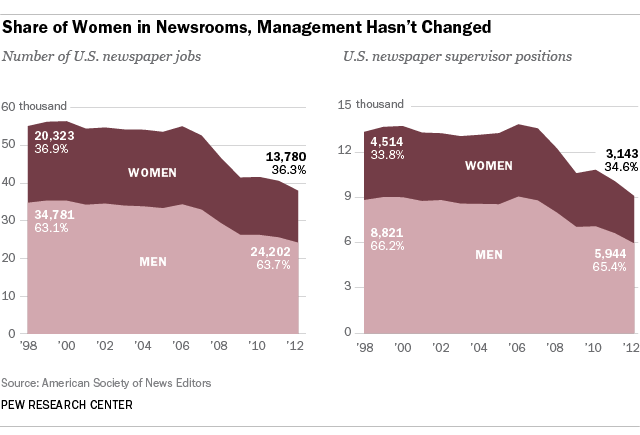 Share of Women in Newsrooms, Management Hasn’t Changed
Number of U.S. newspaper jobs
60 thousand
50
40
30
20
10
0
20,323
36.9%
WOMEN
13,780
36.3%
34,781
63.1%
MEN
24,202
63.7%
’98 ’00 ’02 ’04 ’06 ’08 ’10 ’12
U.S. newspaper supervisor positions
15 thousand
12
9
6
3
0
4,514
33.8%
WOMEN
3,143
34.6%
8,821
66.2%
MEN
5,944
65.4%
’98 ’00 ’02 ’04 ’06 ’08 ’10 ’12
Source: American Society of News Editors
PEW RESEARCH CENTER